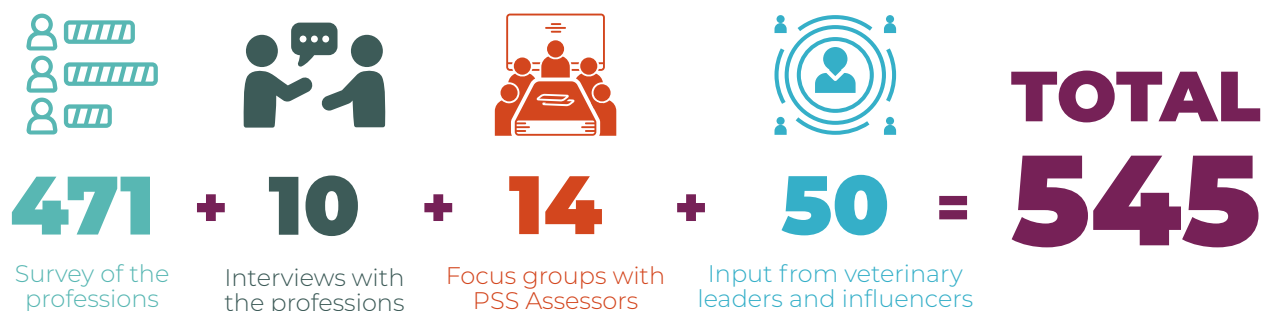 TOTAL
471 + 10 + 14 + 50 = 545
Survey of the
professions
Interviews with
the professions
Focus groups with
PSS Assessors
Input from veterinary
leaders and influencers